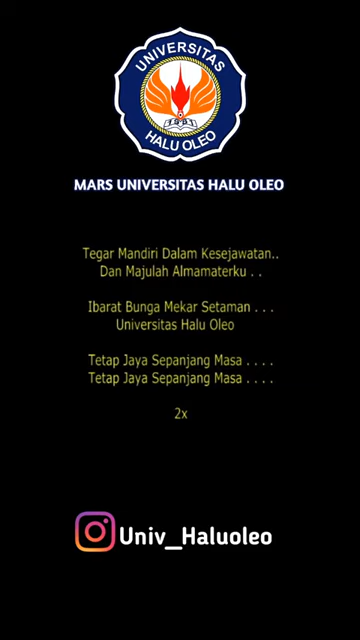 UNIVERSITAS
1981
HALU OLEO
MARS UNIVERSITAS HALU OLEO
Tegar Mandiri Dalam Kesejawatan..
Dan Majulah Almamaterku . .
Ibarat Bunga Mekar Setaman . . .
Universitas Halu Oleo
Tetap Jaya Sepanjang Masa . . . .
Tetap Jaya Sepanjang Masa . . . .
2x
Univ_Haluoleo